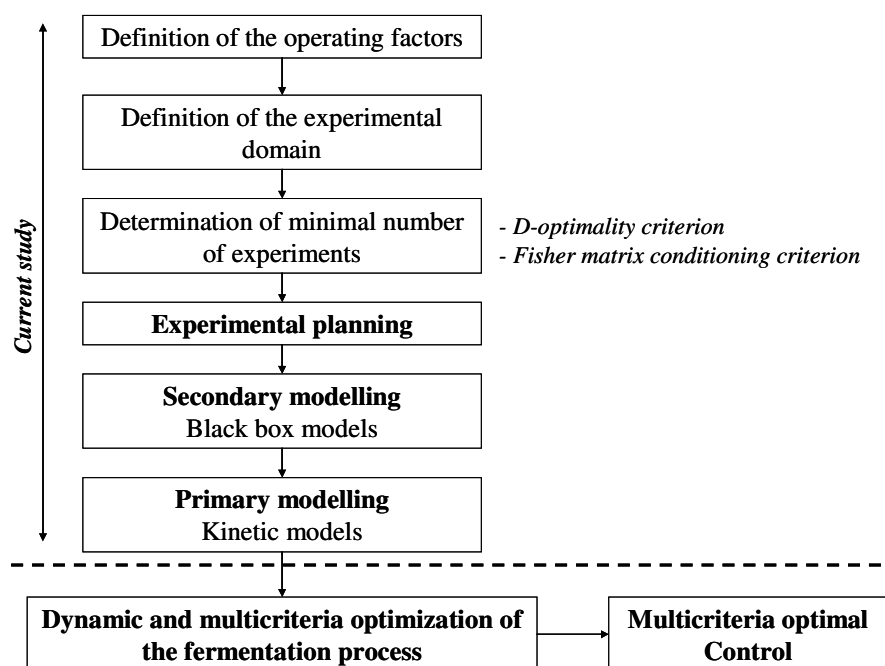 Definition of the operating factors
Definition of the experimental
domain
Determination of minimal number
of experiments
- D-optimality criterion
- Fisher matrix conditioning criterion
Current study
Experimental planning
Secondary modelling
Black box models
Primary modelling
Kinetic models
Dynamic and multicriteria optimization of
the fermentation process
Multicriteria optimal
Control